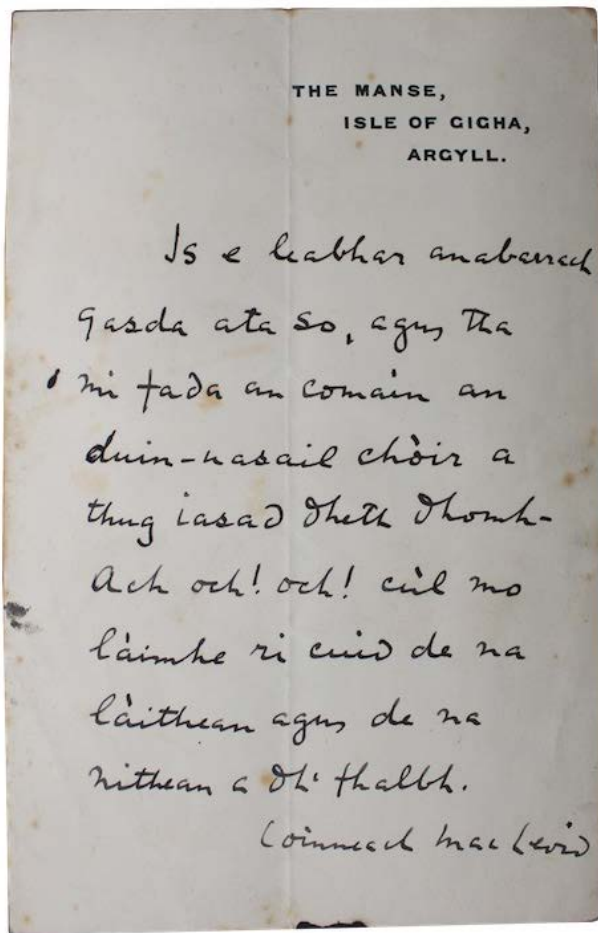 THE MANSE,
ISLE OF GIGHA,
ARGYLL.
Is e leabhar anabarrach
gasda ata so, agus tha
mi fada an comain an
duin-uasail chòir a
thug iasad dheth dhomh-
Ach och! och! cùl mo
làimhe ri cuid de na
làithean agus de na
nithean a dh' fhalbh.
Coinneach MacLeòid